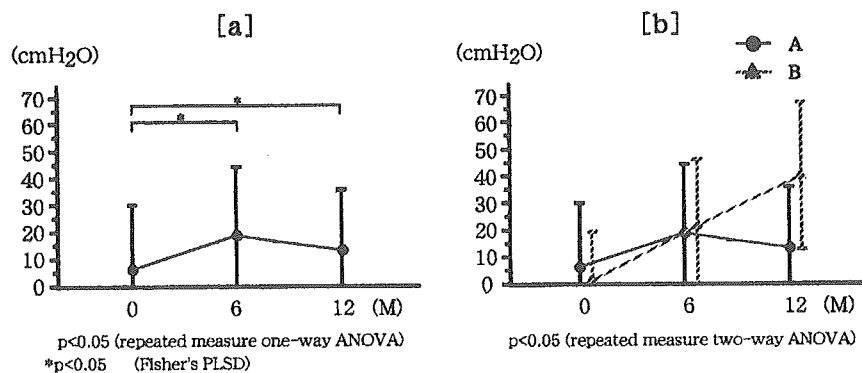 [a]
(cmH2O)
70
60
50
40
30
20
10
0
*
*
0 6 12 (M)
p<0.05 (repeated measure one-way ANOVA)
*p<0.05 (Fisher's PLSD)
[b]
(cmH2O)
A
B
70
60
50
40
30
20
10
0
0 6 12 (M)
p<0.05 (repeated measure two-way ANOVA)